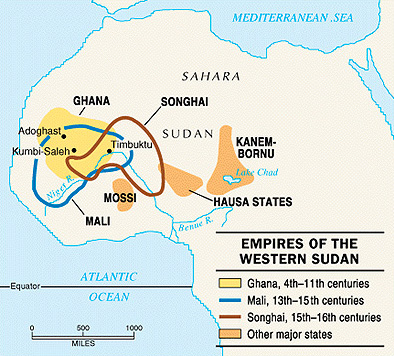 MEDITERRANEAN SEA
SAHARA
GHANA
SONGHAI
Adoghast
SUDAN
Kumbi-Saleh
Timbuktu
KANEM-
BORNU
Niger R.
Lake Chad
MOSSI
HAUSA STATES
MALI
Benue R.
EMPIRES OF THE
WESTERN SUDAN
ATLANTIC
OCEAN
Equator
Ghana, 4th–11th centuries
Mali, 13th–15th centuries
Songhai, 15th–16th centuries
Other major states
0 500 1000
MILES